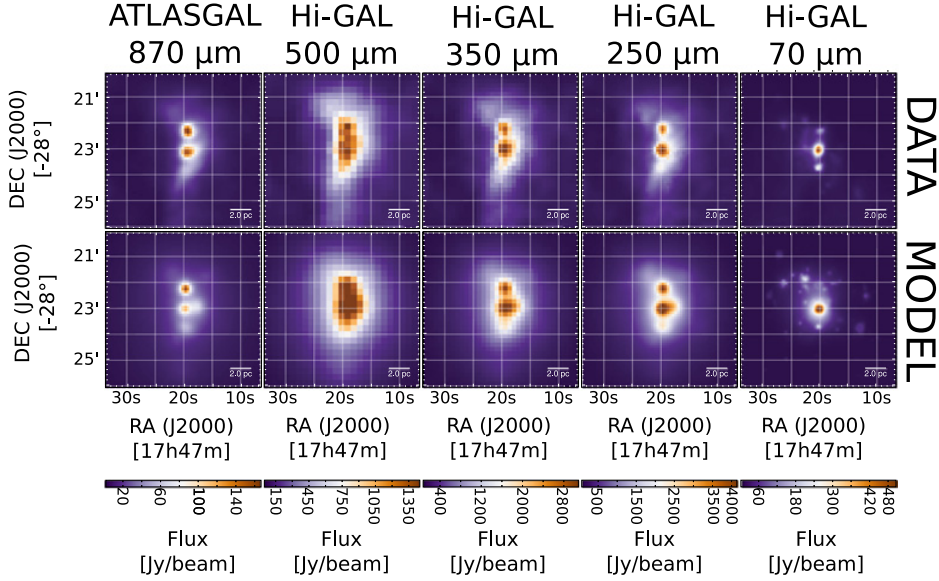 ATLASGAL Hi-GAL Hi-GAL Hi-GAL Hi-GAL
870 µm 500 µm 350 µm 250 µm 70 µm
DEC (J2000)
[-28°]
21'
23'
25'
2.0 pc 2.0 pc 2.0 pc 2.0 pc 2.0 pc
DATA
DEC (J2000)
[-28°]
21'
23'
25'
2.0 pc 2.0 pc 2.0 pc 2.0 pc 2.0 pc
MODEL
30s 20s 10s 30s 20s 10s 30s 20s 10s 30s 20s 10s 30s 20s 10s
RA (J2000) RA (J2000) RA (J2000) RA (J2000) RA (J2000)
[17h47m] [17h47m] [17h47m] [17h47m] [17h47m]
20 60 100 140 150 450 750 1050 1350 400 1200 2000 2800 500 1500 2500 3500 4000 60 180 300 420 480
Flux Flux Flux Flux Flux
[Jy/beam] [Jy/beam] [Jy/beam] [Jy/beam] [Jy/beam]